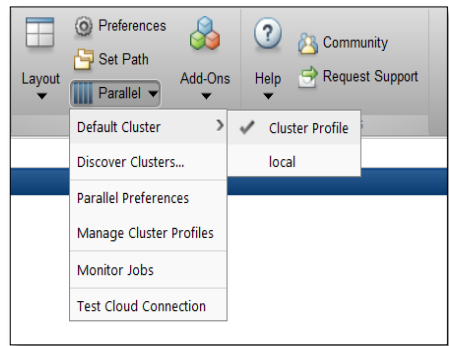 Preferences
Community
Set Path
Layout
Add-Ons
Help
Request Support
Parallel
Default Cluster
Cluster Profile
Discover Clusters...
local
Parallel Preferences
Manage Cluster Profiles
Monitor Jobs
Test Cloud Connection